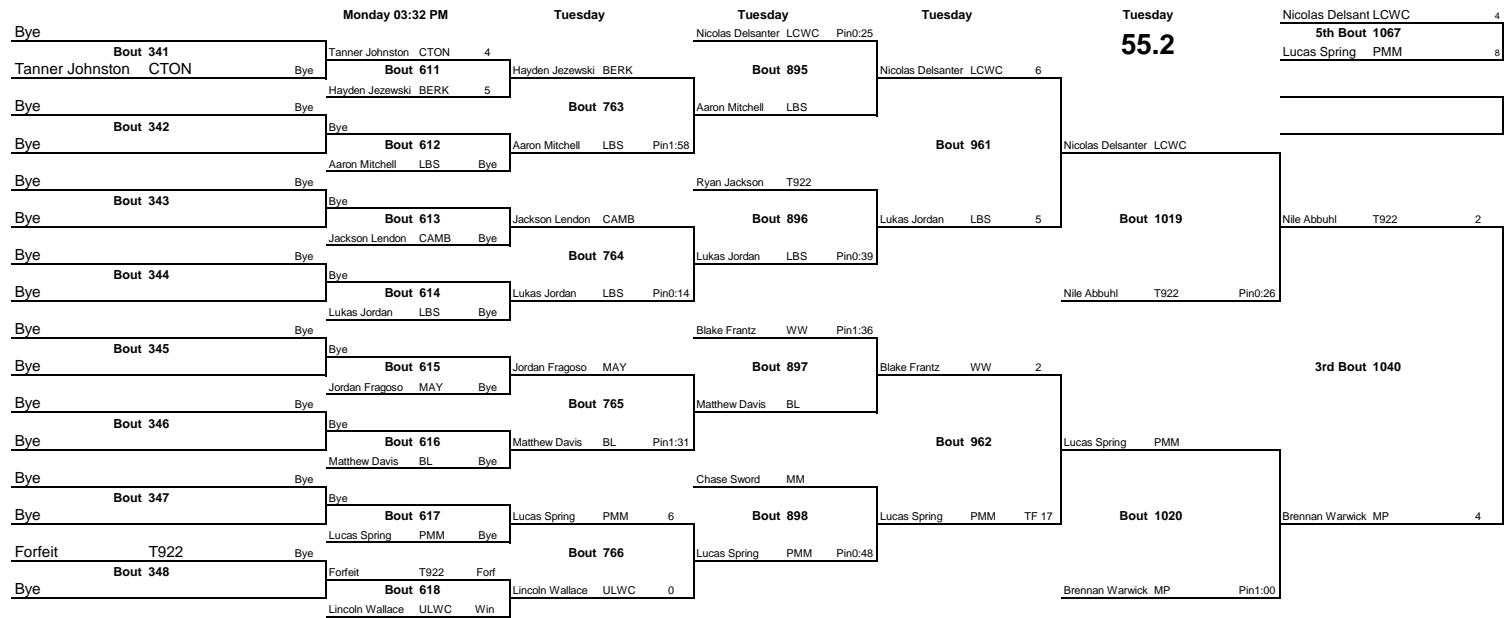 Monday 03:32 PM Tuesday Tuesday Tuesday Tuesday Nicolas Delsant LCWC 4
55.2
5th Bout 1067
Lucas Spring PMM 8
Bye
Bout 341
Tanner Johnston CTON Bye
Bye Bye
Bout 342
Bye
Bye Bye
Bout 343
Bye
Bye Bye
Bout 344
Bye
Bye Bye
Bout 345
Bye
Bye Bye
Bout 346
Bye
Bye Bye
Bout 347
Bye
Forfeit T922 Bye
Bout 348
Bye
Tanner Johnston CTON 4
Bout 611
Hayden Jezewski BERK 5
Bye
Bout 612
Aaron Mitchell LBS Bye
Bye
Bout 613
Jackson Lendon CAMB Bye
Bye
Bout 614
Lukas Jordan LBS Bye
Bye
Bout 615
Jordan Fragoso MAY Bye
Bye
Bout 616
Matthew Davis BL Bye
Bye
Bout 617
Lucas Spring PMM Bye
Forfeit T922 Forf
Bout 618
Lincoln Wallace ULWC Win
Hayden Jezewski BERK
Bout 763
Aaron Mitchell LBS Pin1:58
Jackson Lendon CAMB
Bout 764
Lukas Jordan LBS Pin0:14
Jordan Fragoso MAY
Bout 765
Matthew Davis BL Pin1:31
Lucas Spring PMM 6
Bout 766
Lincoln Wallace ULWC 0
Nicolas Delsanter LCWC Pin0:25
Bout 895
Aaron Mitchell LBS
Ryan Jackson T922
Bout 896
Lukas Jordan LBS Pin0:39
Blake Frantz WW Pin1:36
Bout 897
Matthew Davis BL
Chase Sword MM
Bout 898
Lucas Spring PMM Pin0:48
Nicolas Delsanter LCWC 6
Bout 961
Lukas Jordan LBS 5
Blake Frantz WW 2
Bout 962
Lucas Spring PMM TF 17
Nicolas Delsanter LCWC
Bout 1019
Nile Abbuhl T922 Pin0:26
Lucas Spring PMM
Bout 1020
Brennan Warwick MP Pin1:00
Nile Abbuhl T922 2
3rd Bout 1040
Brennan Warwick MP 4